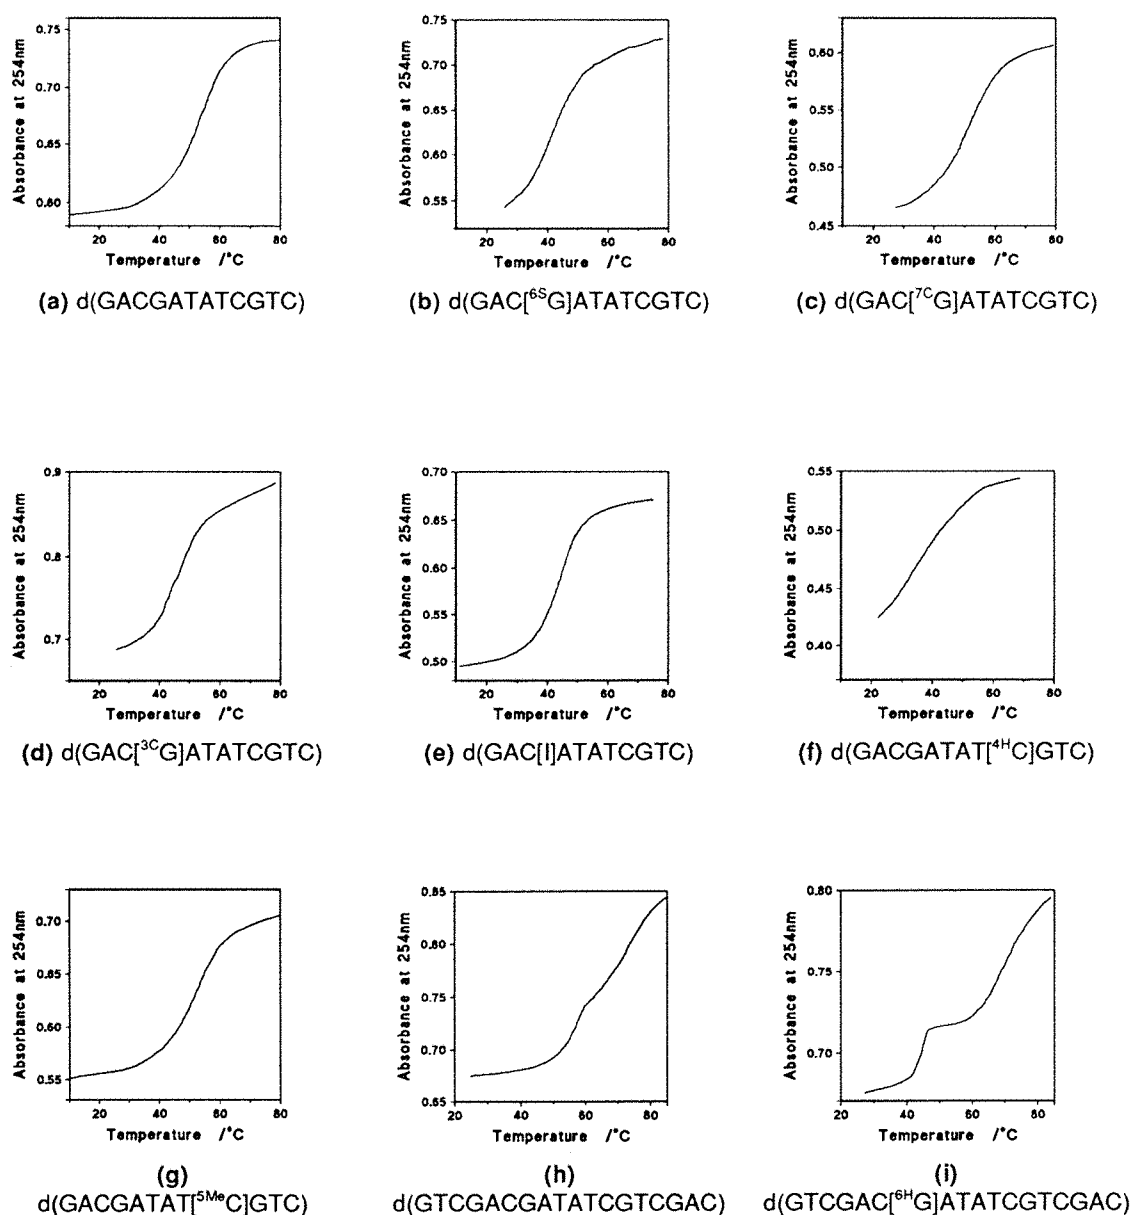 0.75
0.70
0.65
0.60
Absorbance at 254nm
20 40 60 80
Temperature /°C
(a) d(GACGATATCGTC)
0.75
0.70
0.65
0.60
0.55
Absorbance at 254nm
20 40 60 80
Temperature /°C
(b) d(GAC[⁶ˢG]ATATCGTC)
0.60
0.55
0.50
0.45
Absorbance at 254nm
20 40 60 80
Temperature /°C
(c) d(GAC[⁷ᶜG]ATATCGTC)
0.9
0.8
0.7
Absorbance at 254nm
20 40 60 80
Temperature /°C
(d) d(GAC[³ᶜG]ATATCGTC)
0.70
0.65
0.60
0.55
0.50
Absorbance at 254nm
20 40 60 80
Temperature /°C
(e) d(GAC[I]ATATCGTC)
0.55
0.50
0.45
0.40
Absorbance at 254nm
20 40 60 80
Temperature /°C
(f) d(GACGATAT[⁴ᴴC]GTC)
0.70
0.65
0.60
0.55
Absorbance at 254nm
20 40 60 80
Temperature /°C
(g)
d(GACGATAT[⁵ᴹᵉC]GTC)
0.85
0.80
0.75
0.70
0.65
Absorbance at 254nm
20 40 60 80
Temperature /°C
(h)
d(GTCGACGATATCGTCGAC)
0.80
0.75
0.70
Absorbance at 254nm
20 40 60 80
Temperature /°C
(i)
d(GTCGAC[⁶ᴴG]ATATCGTCGAC)